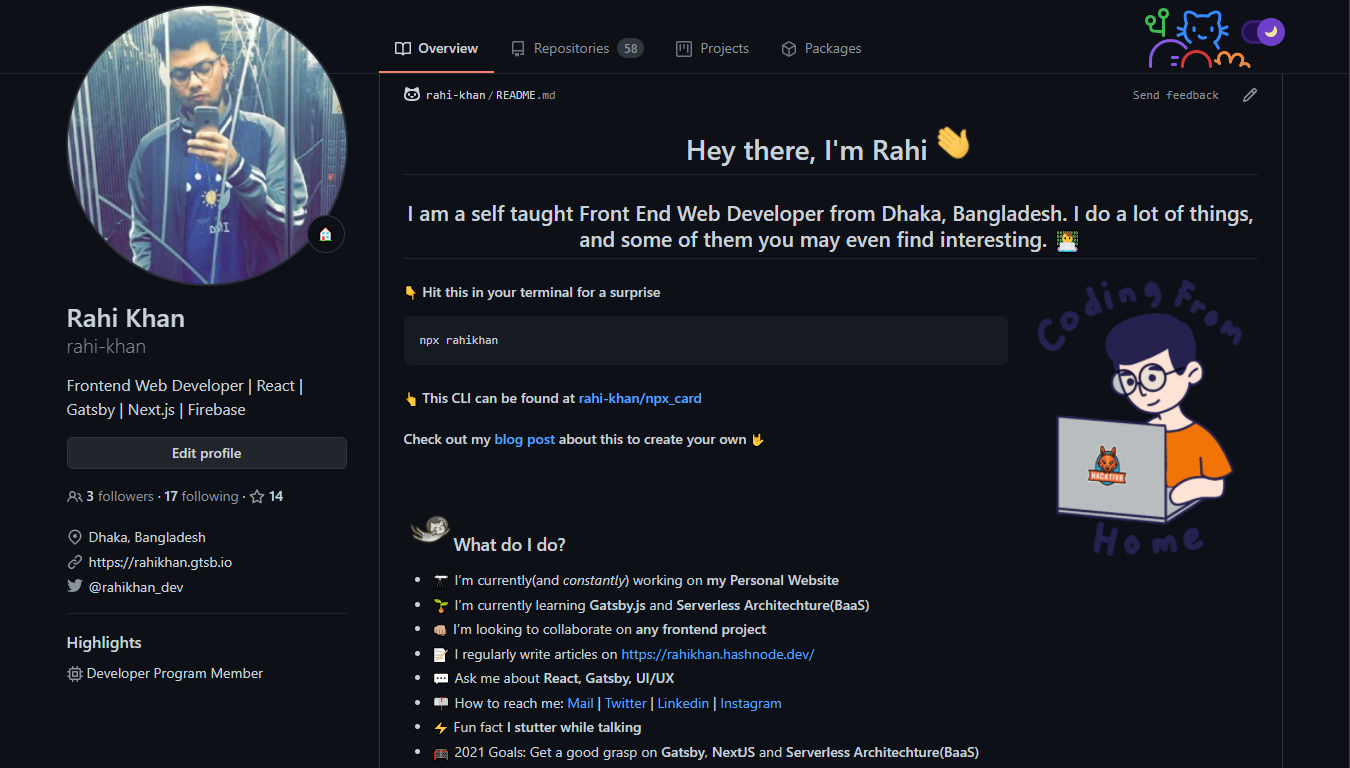 Overview
Repositories 58
Projects
Packages
Rahi Khan
rahi-khan
Frontend Web Developer | React |
Gatsby | Next.js | Firebase
Edit profile
3 followers · 17 following · 14
Dhaka, Bangladesh
https://rahikhan.gtsb.io
@rahikhan_dev
Highlights
Developer Program Member
rahi-khan/README.md
Send feedback
Hey there, I'm Rahi 👋
I am a self taught Front End Web Developer from Dhaka, Bangladesh. I do a lot of things,
and some of them you may even find interesting. 👨‍💻
👇 Hit this in your terminal for a surprise
npx rahikhan
👆 This CLI can be found at rahi-khan/npx_card
Check out my blog post about this to create your own 🤟
Coding From
HACKTIV8
Home
What do I do?
• 🔭 I’m currently(and constantly) working on my Personal Website
• 🌱 I’m currently learning Gatsby.js and Serverless Architechture(BaaS)
• 👊🏼 I’m looking to collaborate on any frontend project
• 📝 I regularly write articles on https://rahikhan.hashnode.dev/
• 💬 Ask me about React, Gatsby, UI/UX
• 📫 How to reach me: Mail | Twitter | Linkedin | Instagram
• ⚡ Fun fact I stutter while talking
• 🥅 2021 Goals: Get a good grasp on Gatsby, NextJS and Serverless Architechture(BaaS)